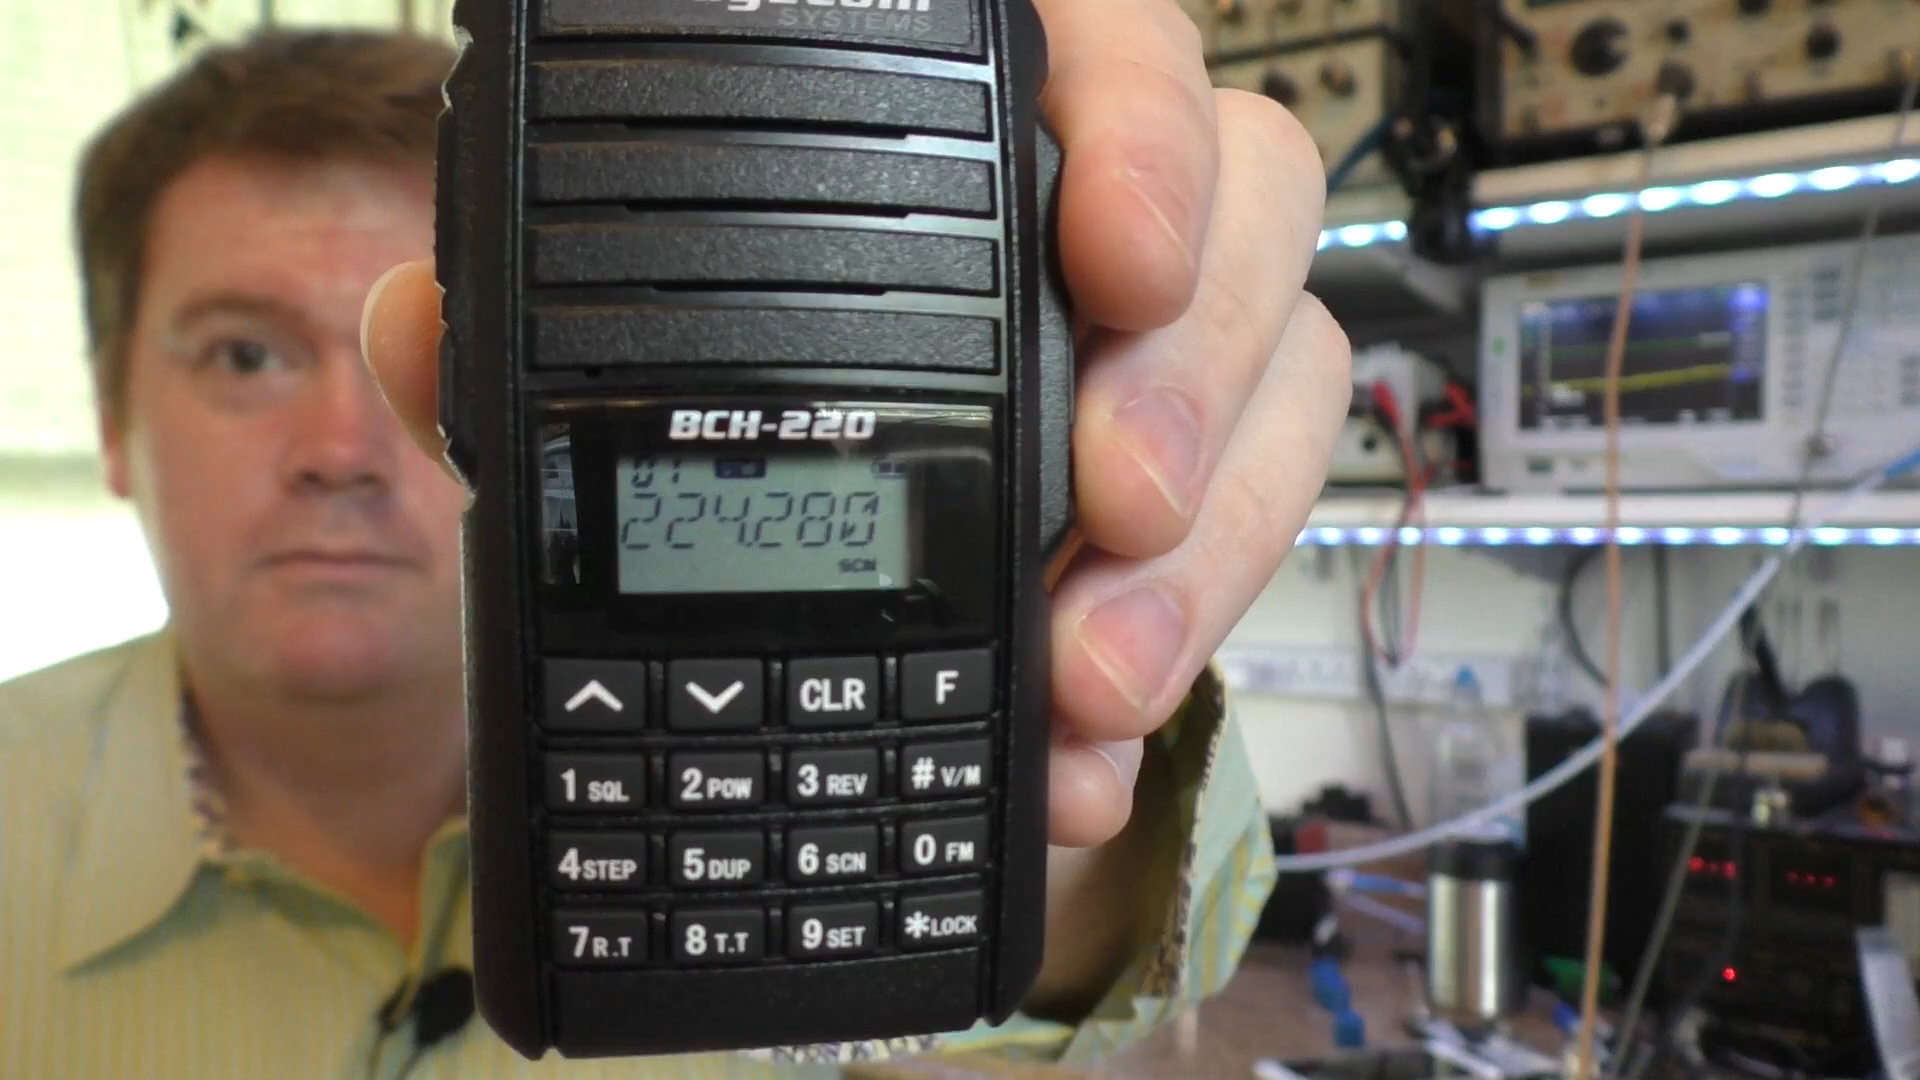 SYSTEMS
BCH-220
01
224.280
SCN
CLR F
1 SQL 2 POW 3 REV # V/M
4 STEP 5 DUP 6 SCN 0 FM
7 R.T 8 T.T 9 SET * LOCK